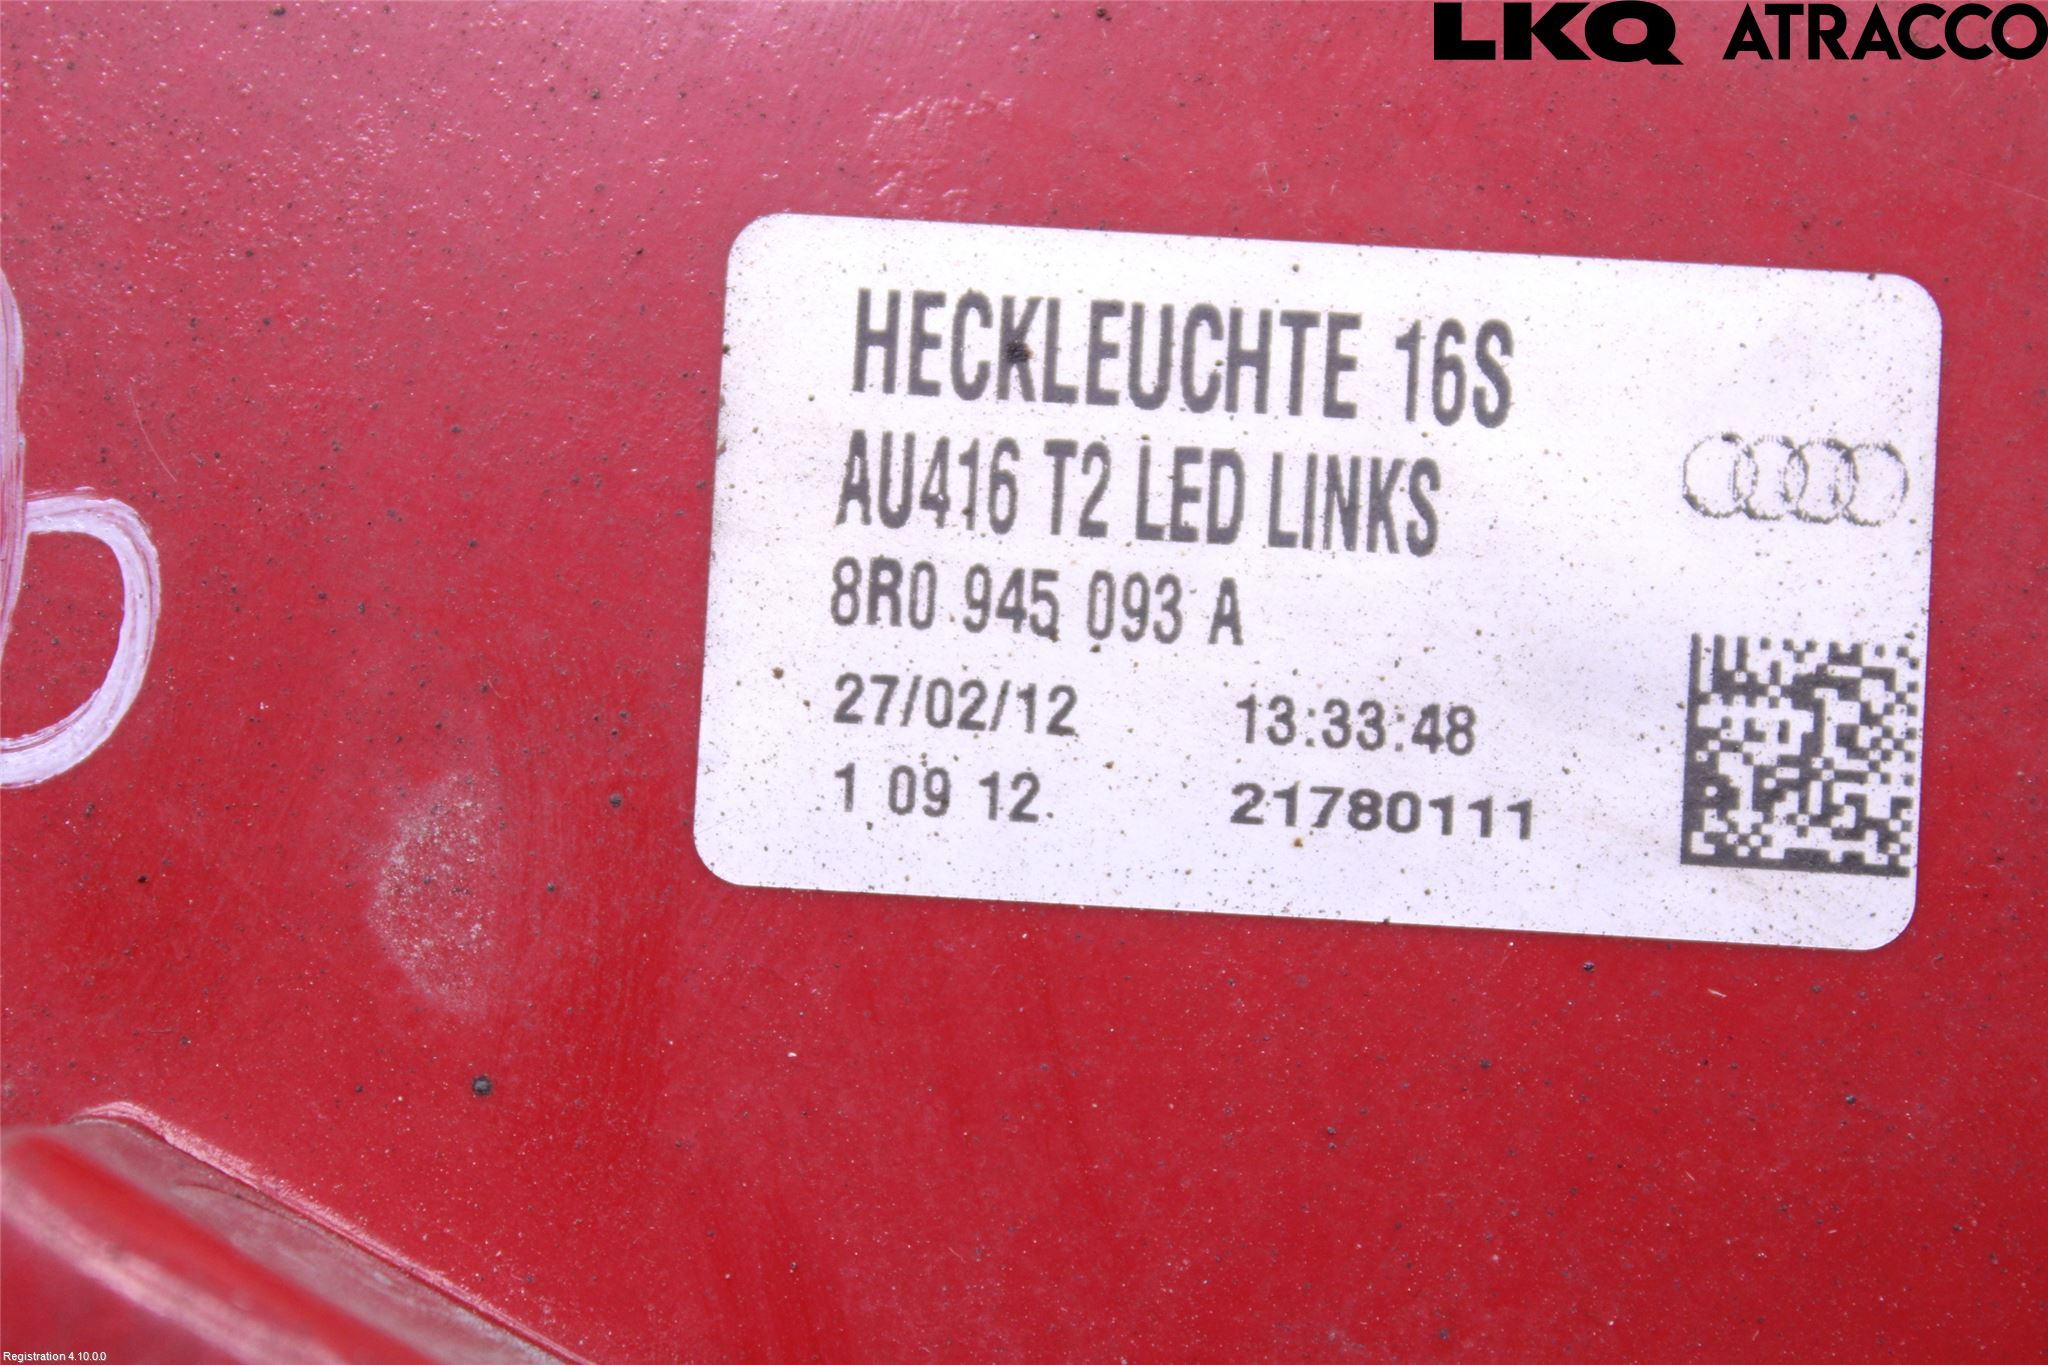 LKQ ATRACCO
HECKLEUCHTE 16S
AU416 T2 LED LINKS
8R0 945 093 A
27/02/12 13:33:48
1 09 12 21780111
Registration 4.10.0.0